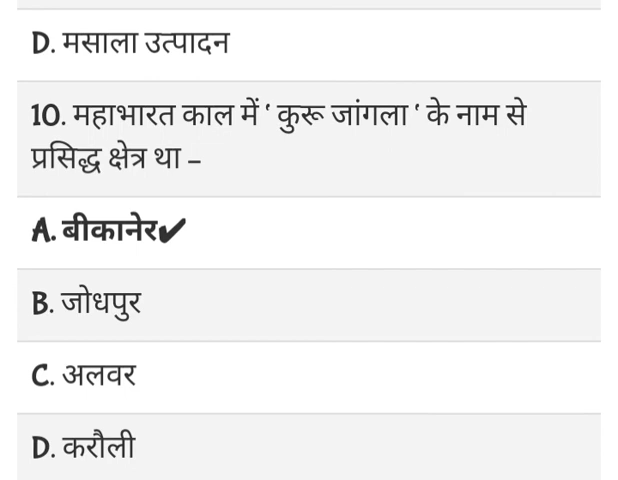 D. मसाला उत्पादन
10. महाभारत काल में ‘ कुरू जांगला ‘ के नाम से
प्रसिद्ध क्षेत्र था –
A. बीकानेर✔
B. जोधपुर
C. अलवर
D. करौली